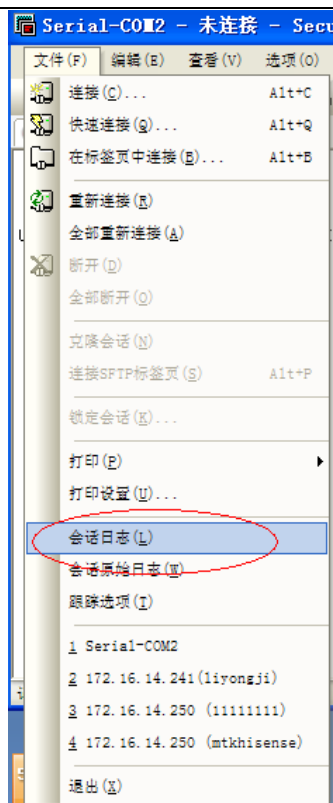 Serial-COM2 - 未连接 - Secu
文件(F) 编辑(E) 查看(V) 选项(O)
连接(C)... Alt+C
快速连接(Q)... Alt+Q
在标签页中连接(B)... Alt+B
重新连接(R)
全部重新连接(A)
断开(D)
全部断开(O)
克隆会话(N)
连接SFTP标签页(S) Alt+P
锁定会话(K)...
打印(P)
打印设置(U)...
会话日志(L)
会话原始日志(W)
跟踪选项(T)
1 Serial-COM2
2 172.16.14.241(liyongji)
3 172.16.14.250 (11111111)
4 172.16.14.250 (mtkhisense)
退出(X)